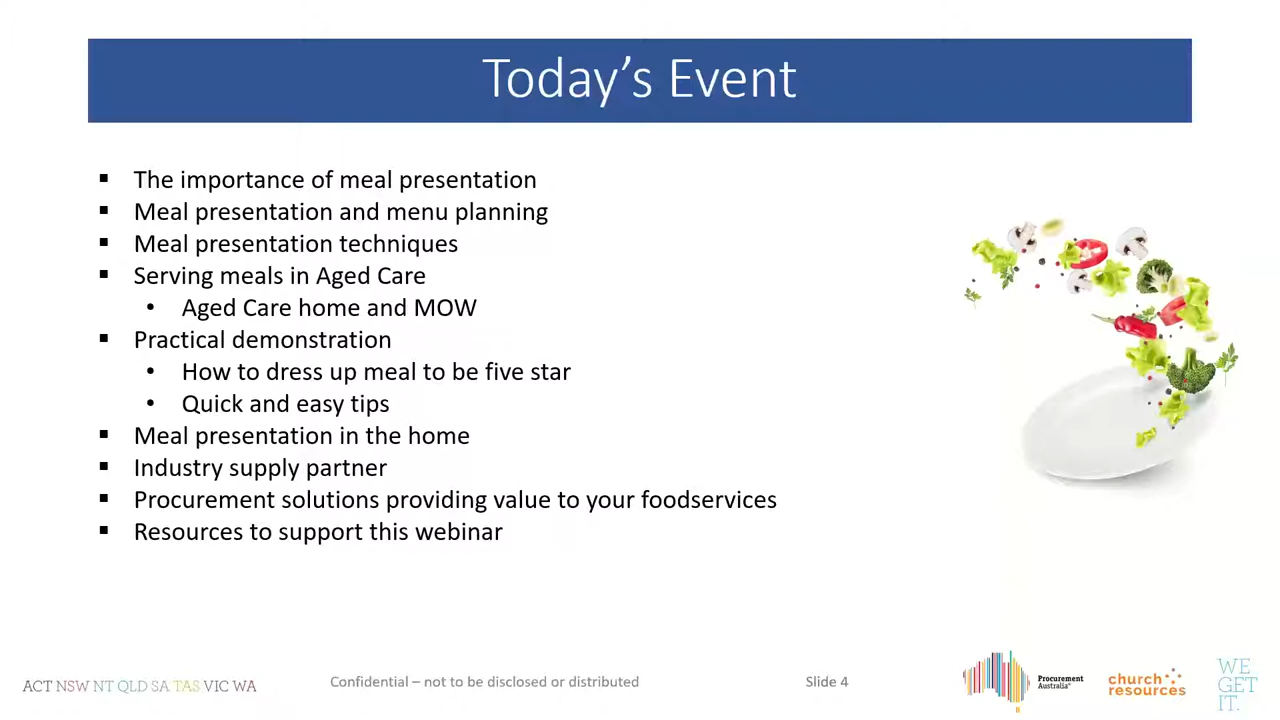 Today's Event
▪ The importance of meal presentation
▪ Meal presentation and menu planning
▪ Meal presentation techniques
▪ Serving meals in Aged Care
• Aged Care home and MOW
▪ Practical demonstration
• How to dress up meal to be five star
• Quick and easy tips
▪ Meal presentation in the home
▪ Industry supply partner
▪ Procurement solutions providing value to your foodservices
▪ Resources to support this webinar
ACT NSW NT QLD SA TAS VIC WA
Confidential – not to be disclosed or distributed
Slide 4
Procurement
Australia
church
resources
WE
GET
IT.